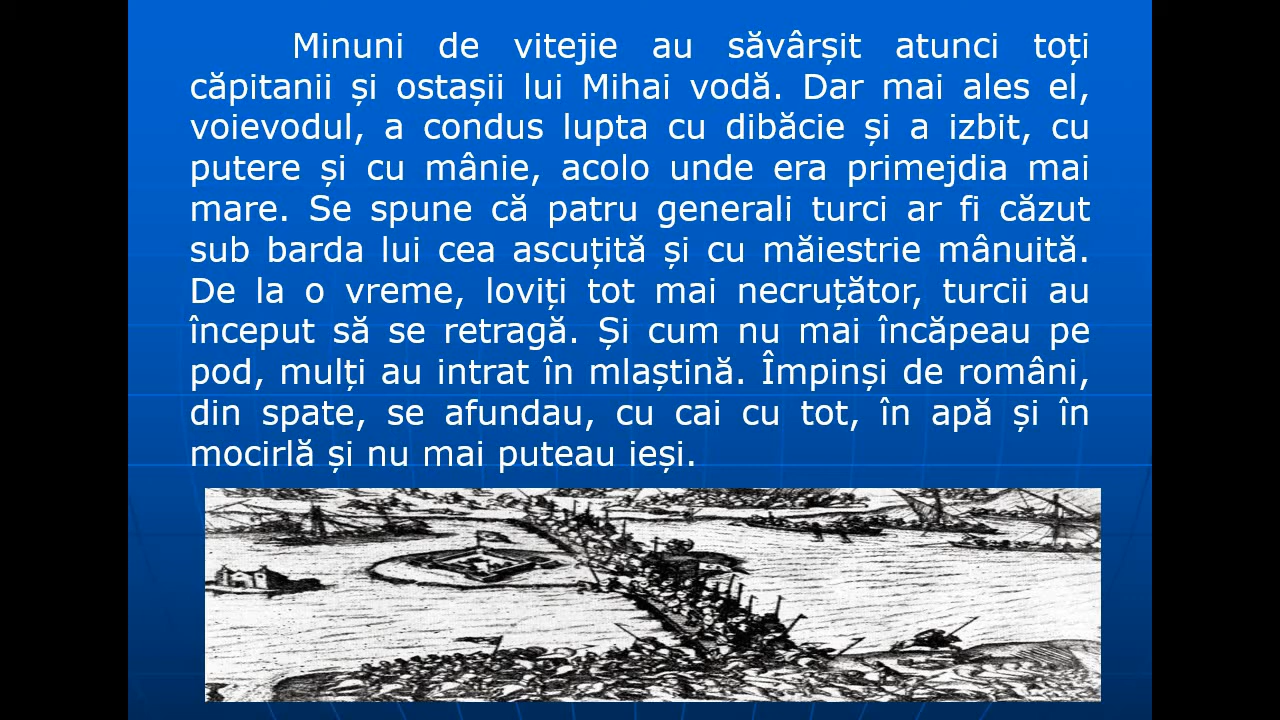 Minuni de vitejie au săvârșit atunci toți
căpitanii și ostașii lui Mihai vodă. Dar mai ales el,
voievodul, a condus lupta cu dibăcie și a izbit, cu
putere și cu mânie, acolo unde era primejdia mai
mare. Se spune că patru generali turci ar fi căzut
sub barda lui cea ascuțită și cu măiestrie mânuită.
De la o vreme, loviți tot mai necruțător, turcii au
început să se retragă. Și cum nu mai încăpeau pe
pod, mulți au intrat în mlaștină. Împinși de români,
din spate, se afundau, cu cai cu tot, în apă și în
mocirlă și nu mai puteau ieși.